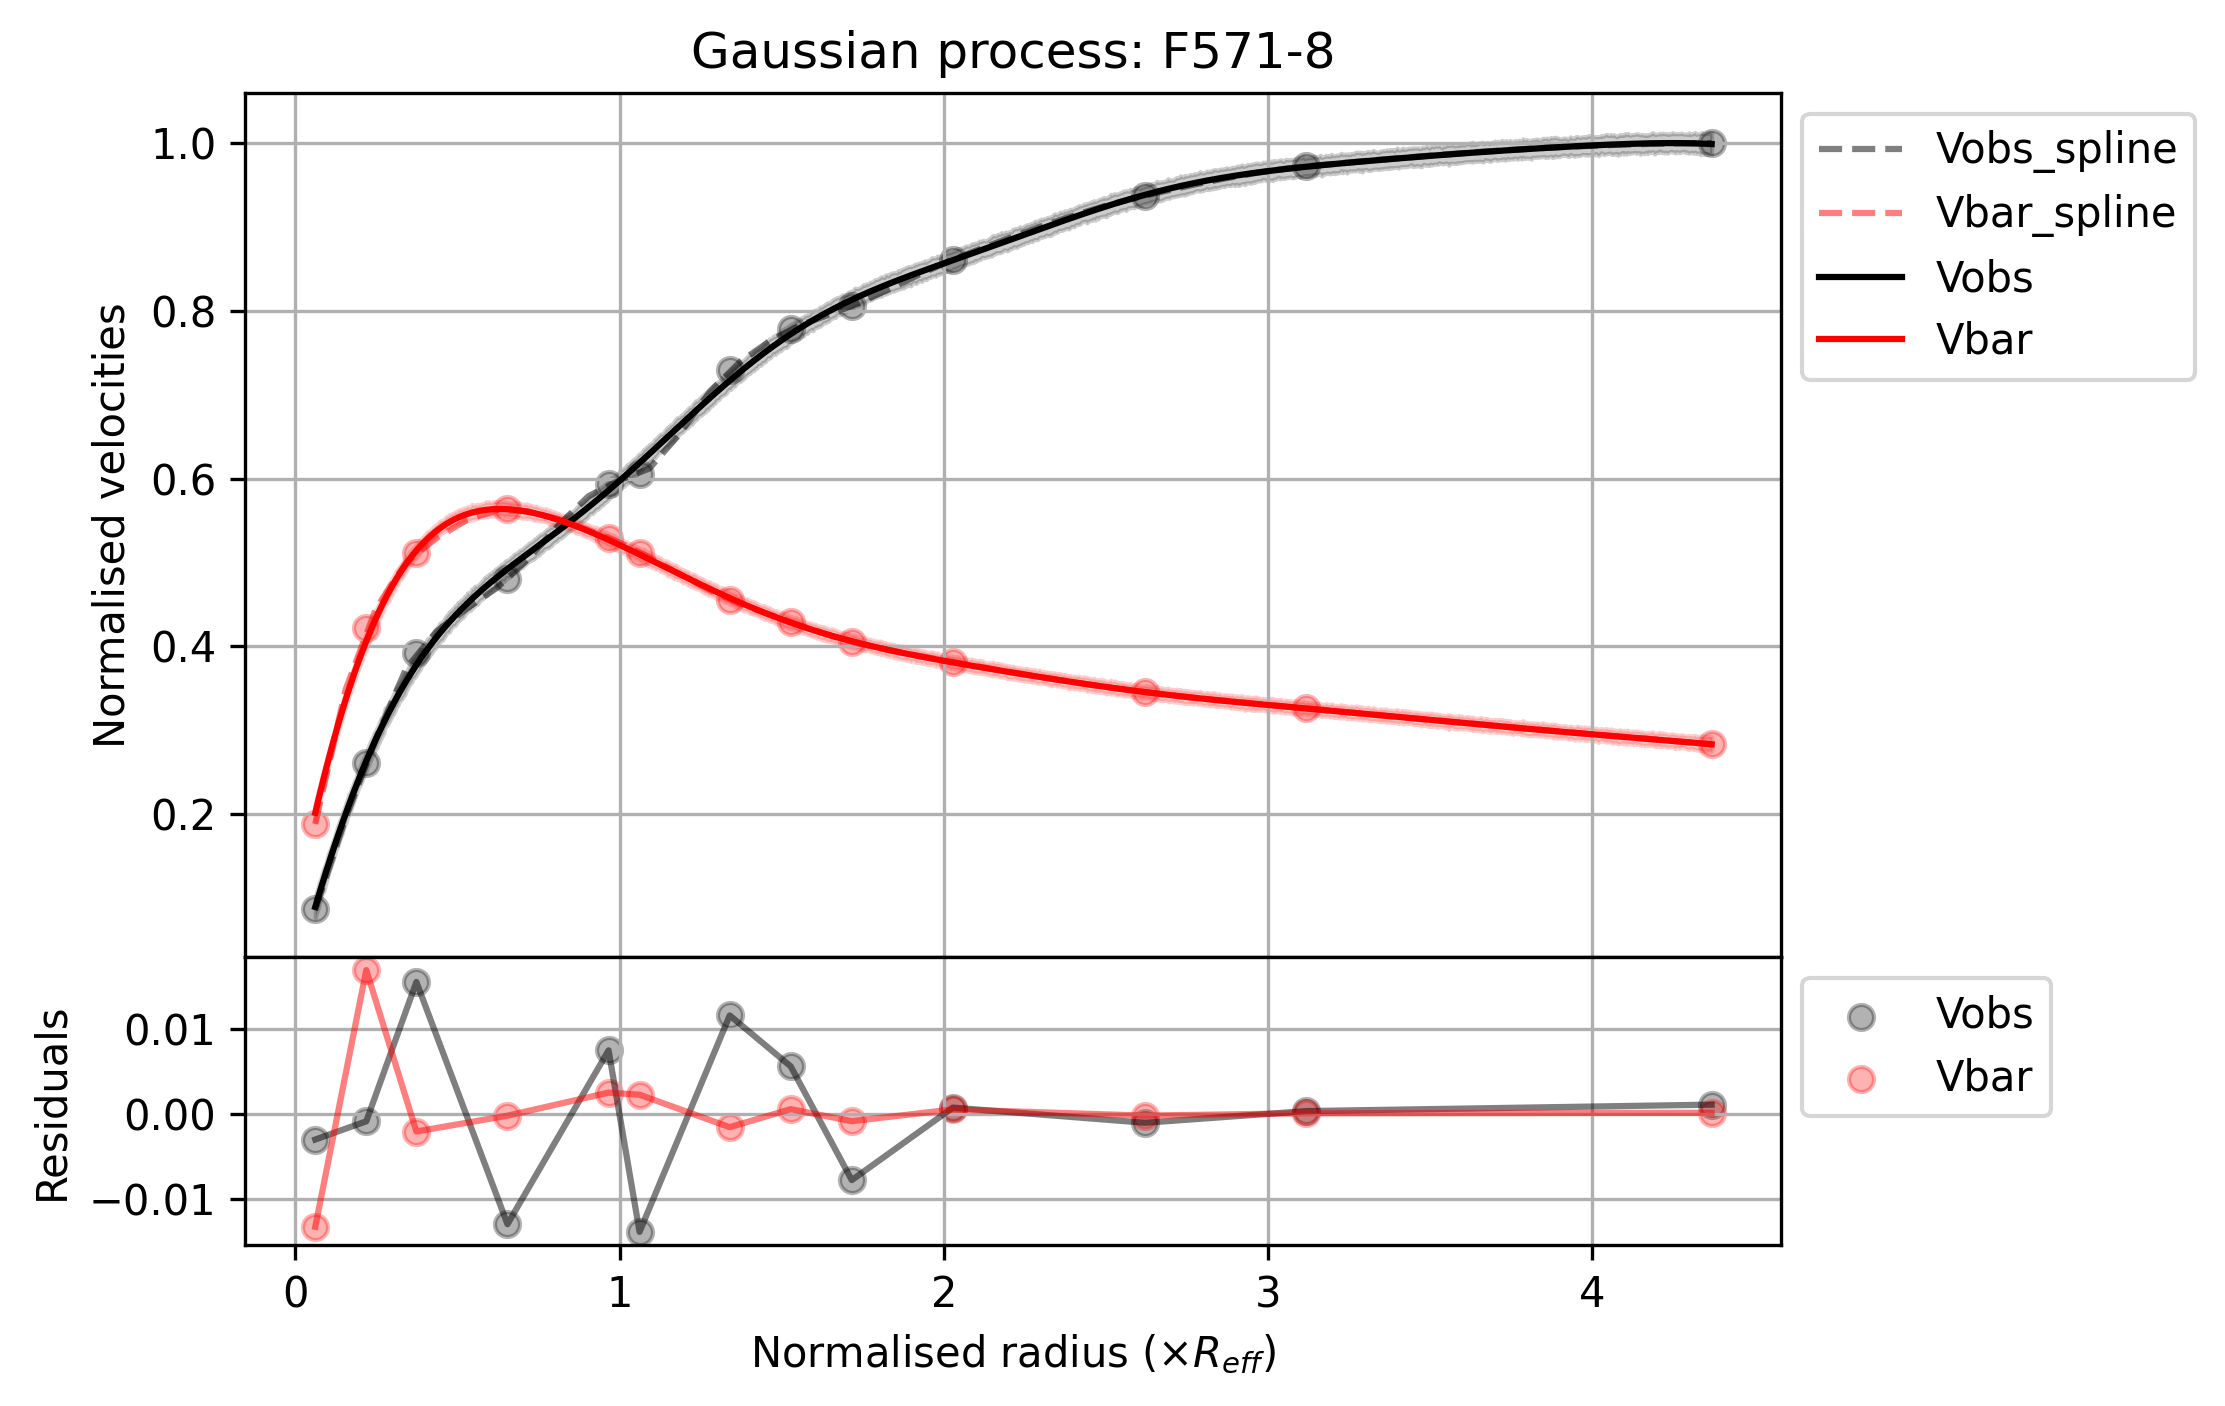 Gaussian process: F571-8
Normalised velocities
1.0
0.8
0.6
0.4
0.2
Vobs_spline
Vbar_spline
Vobs
Vbar
Residuals
0.01
0.00
−0.01
Vobs
Vbar
0 1 2 3 4
Normalised radius (×R_eff)